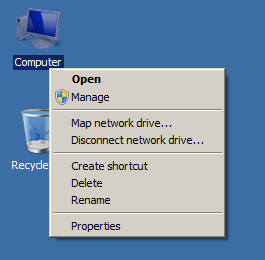 Computer
Open
Manage
Map network drive...
Disconnect network drive...
Recycle
Create shortcut
Delete
Rename
Properties